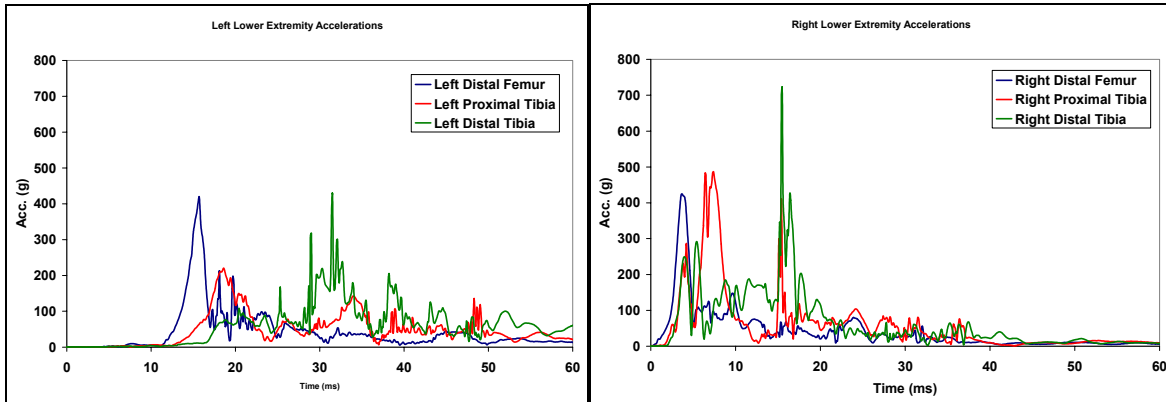 Left Lower Extremity Accelerations
800
700
600
500
400
300
200
100
0
Acc. (g)
Left Distal Femur
Left Proximal Tibia
Left Distal Tibia
0 10 20 30 40 50 60
Time (ms)
Right Lower Extremity Accelerations
800
700
600
500
400
300
200
100
0
Acc. (g)
Right Distal Femur
Right Proximal Tibia
Right Distal Tibia
0 10 20 30 40 50 60
Time (ms)